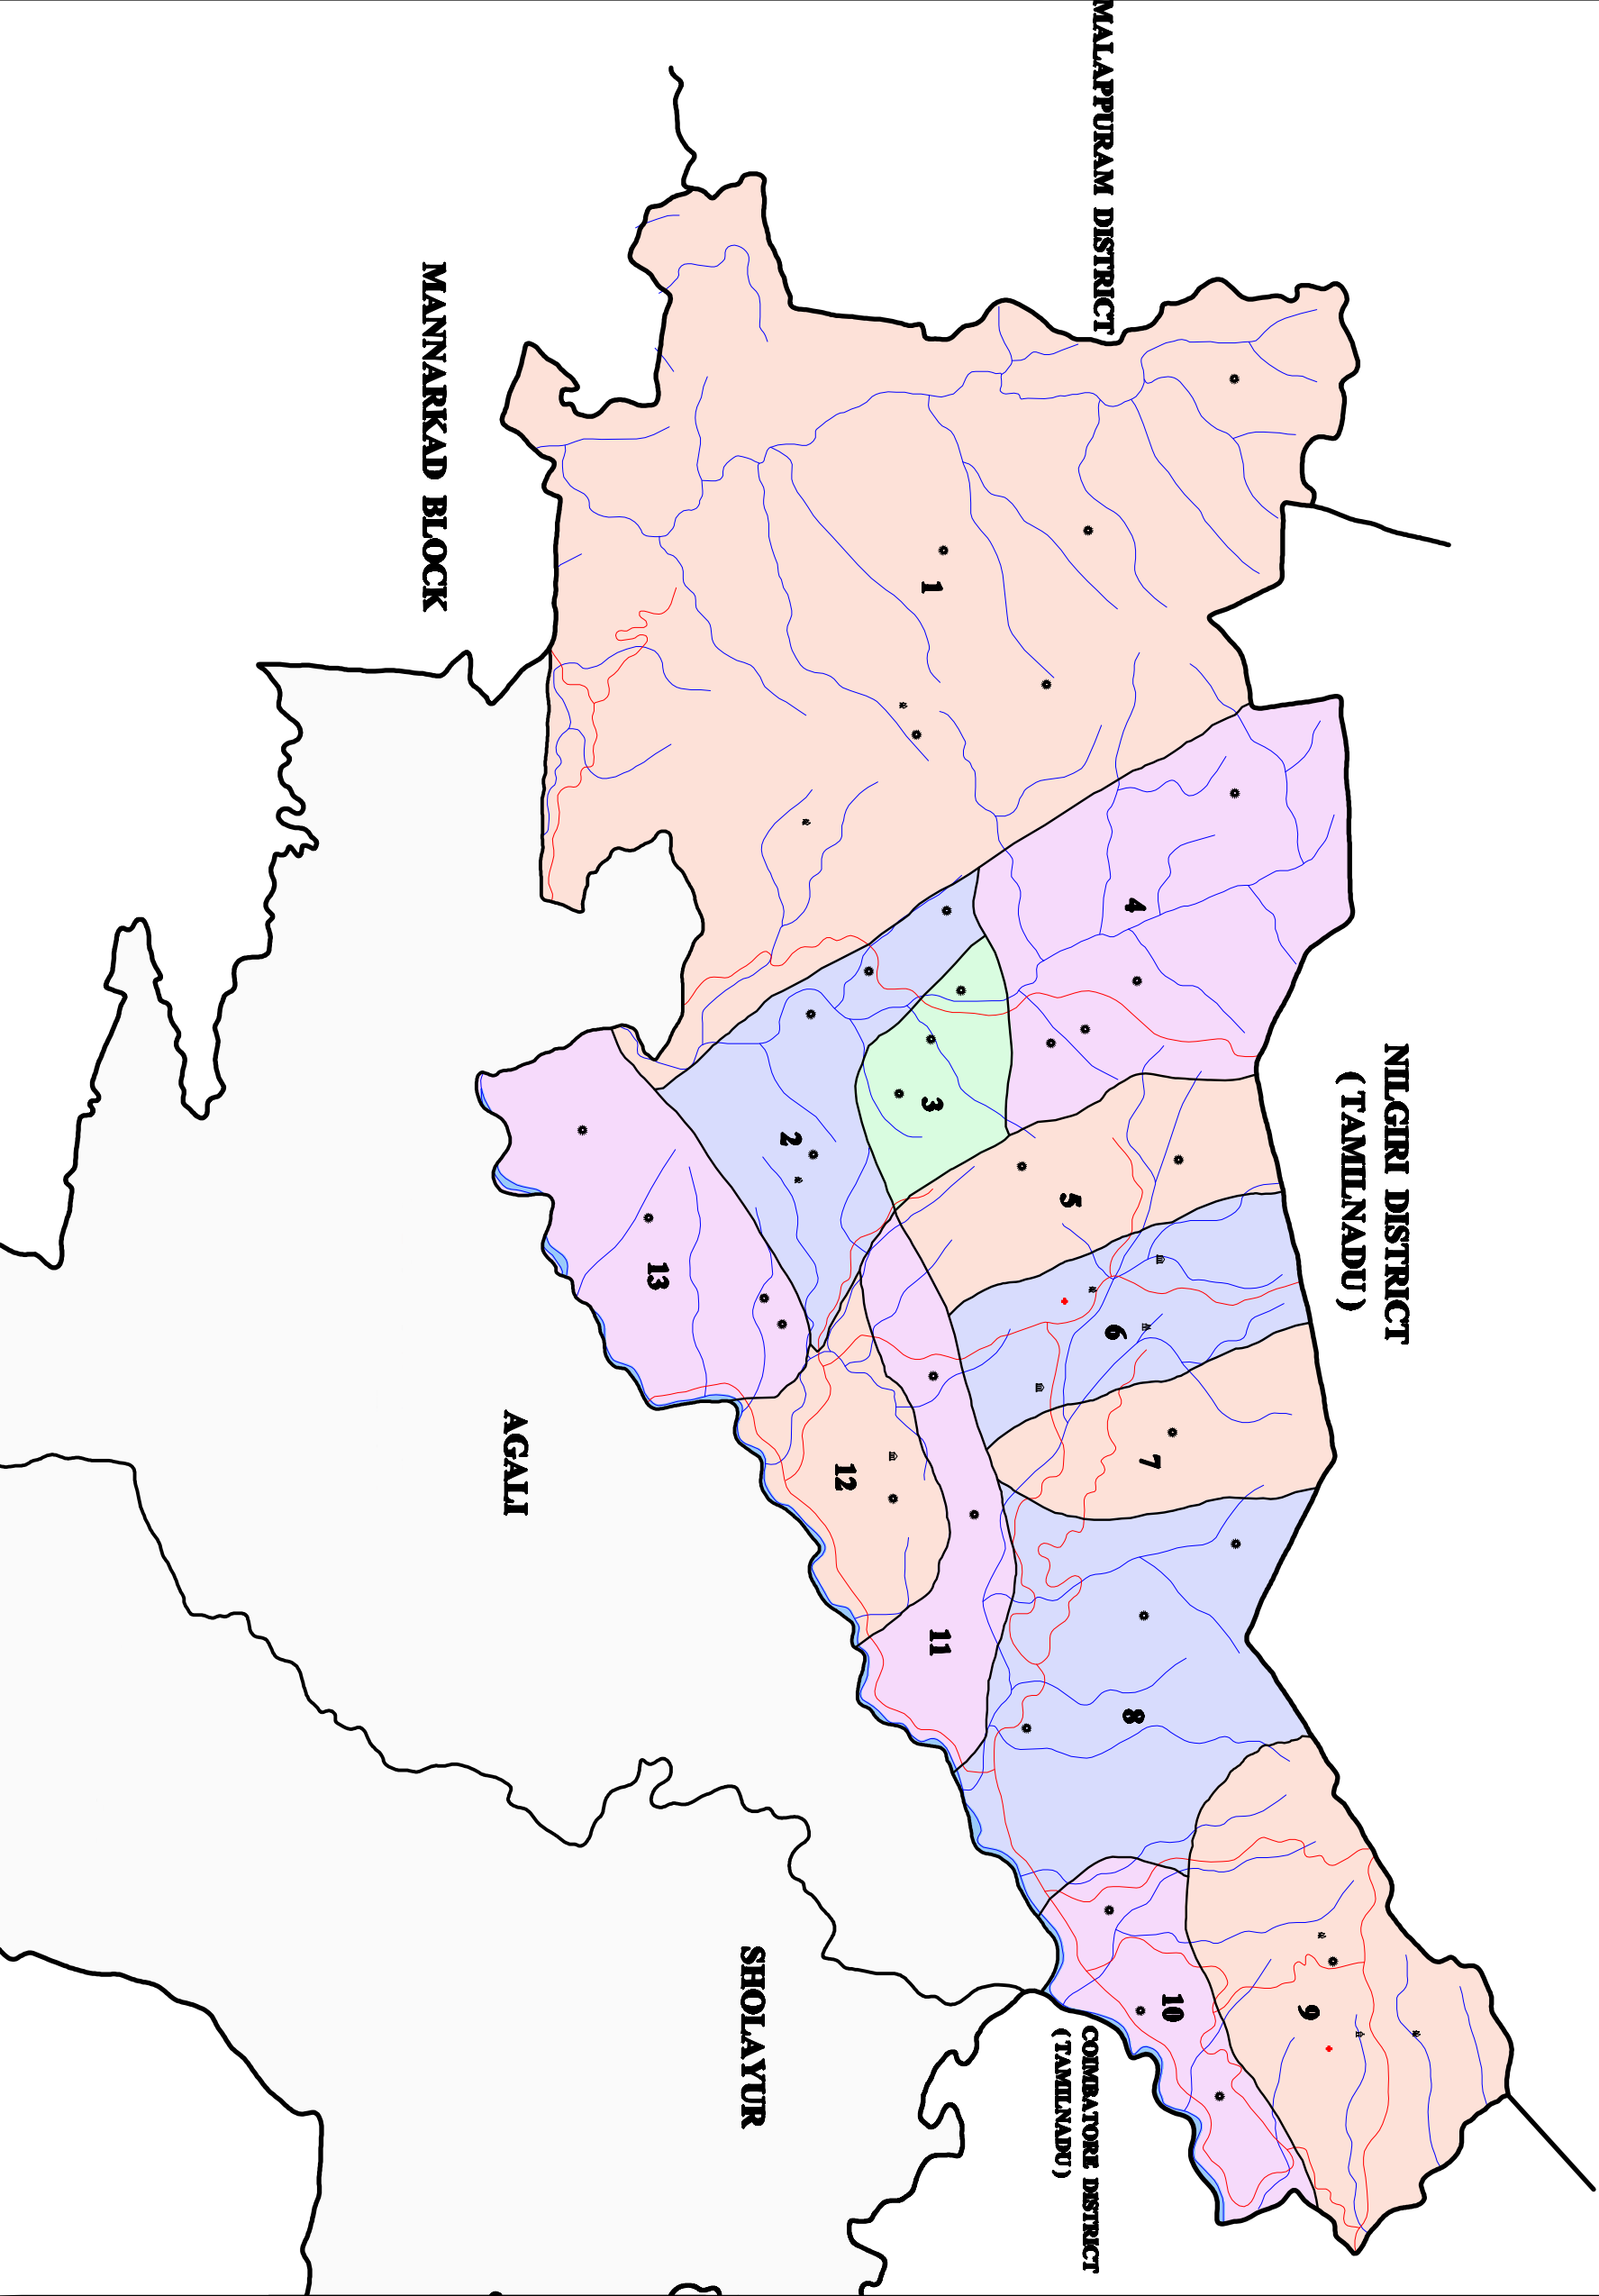 MALAPPURAM DISTRICT
NILGIRI DISTRICT
(TAMILNADU)
MANNARKAD BLOCK
1
4
3
2
5
13
6
7
12
11
8
AGALI
9
10
SHOLAYUR
COIMBATORE DISTRICT
(TAMILNADU)